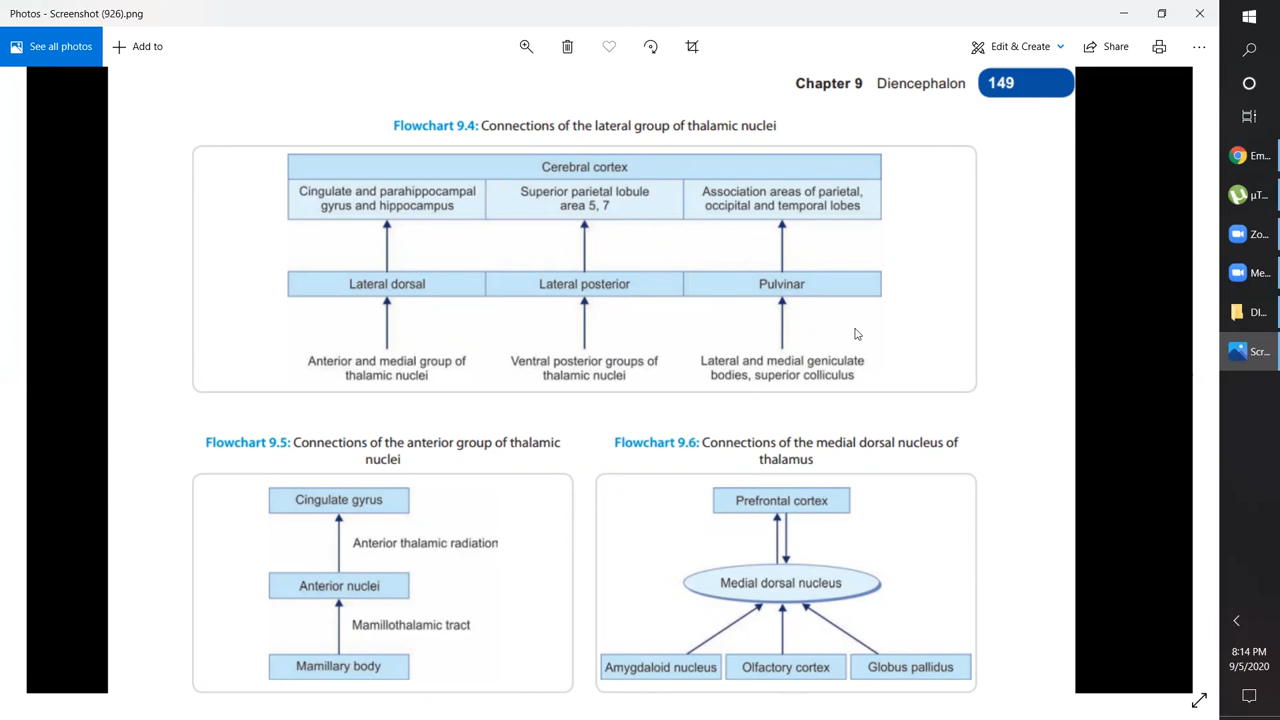 Photos - Screenshot (926).png
See all photos
Add to
Edit & Create
Share
Chapter 9 Diencephalon 149
Flowchart 9.4: Connections of the lateral group of thalamic nuclei
Cerebral cortex
Cingulate and parahippocampal
gyrus and hippocampus
Superior parietal lobule
area 5, 7
Association areas of parietal,
occipital and temporal lobes
Lateral dorsal
Lateral posterior
Pulvinar
Anterior and medial group of
thalamic nuclei
Ventral posterior groups of
thalamic nuclei
Lateral and medial geniculate
bodies, superior colliculus
Flowchart 9.5: Connections of the anterior group of thalamic
nuclei
Cingulate gyrus
Anterior thalamic radiation
Anterior nuclei
Mamillothalamic tract
Mamillary body
Flowchart 9.6: Connections of the medial dorsal nucleus of
thalamus
Prefrontal cortex
Medial dorsal nucleus
Amygdaloid nucleus
Olfactory cortex
Globus pallidus
Em...
µT...
Zo...
Me...
DI...
Scr...
8:14 PM
9/5/2020